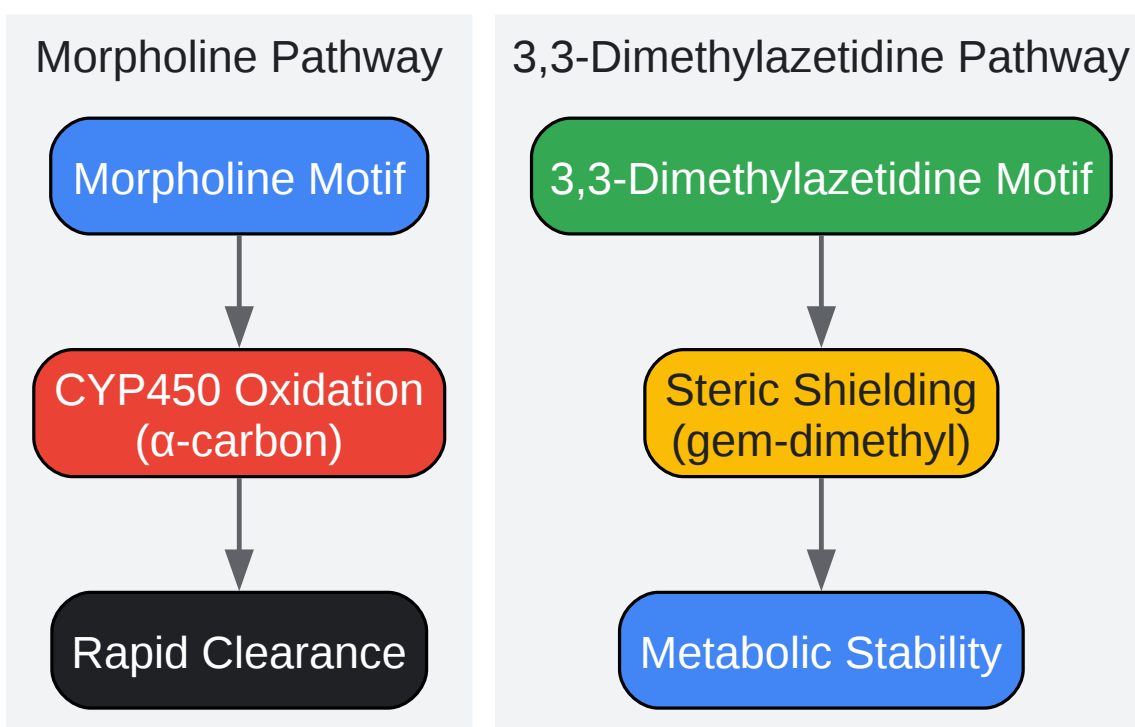 Morpholine Pathway
Morpholine Motif
CYP450 Oxidation
(α-carbon)
Rapid Clearance
3,3-Dimethylazetidine Pathway
3,3-Dimethylazetidine Motif
Steric Shielding
(gem-dimethyl)
Metabolic Stability